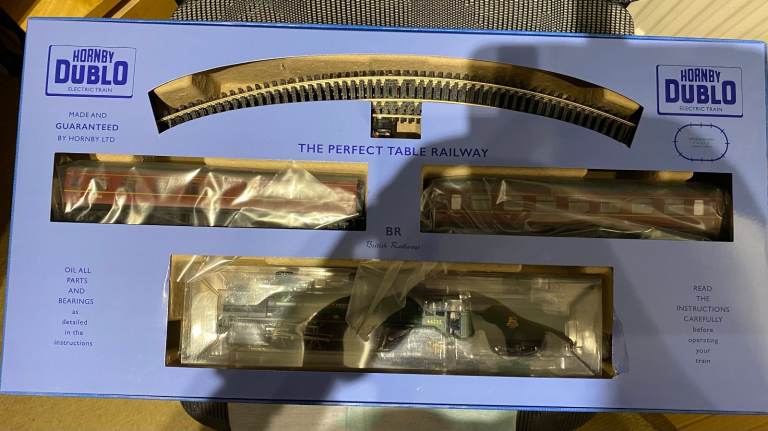 HORNBY
DUBLO
ELECTRIC TRAIN
HORNBY
DUBLO
ELECTRIC TRAIN
MADE AND
GUARANTEED
BY HORNBY LTD
THE PERFECT TABLE RAILWAY
BR
British Railways
OIL ALL
PARTS
AND
BEARINGS
as
detailed
in the
instructions
READ
THE
INSTRUCTIONS
CAREFULLY
before
operating
your
train